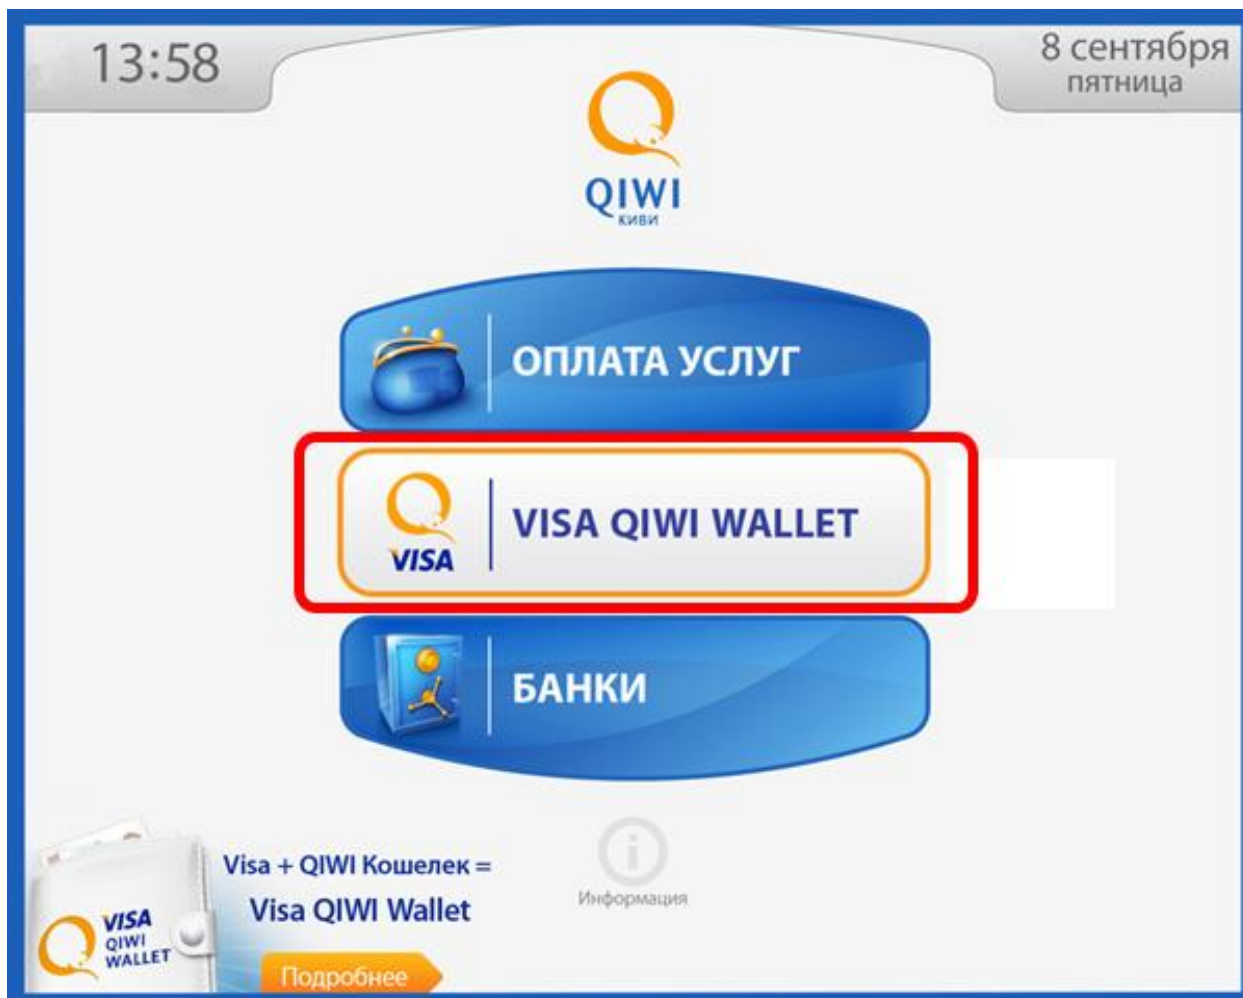 13:58
8 сентября
пятница
QIWI
КИВИ
ОПЛАТА УСЛУГ
VISA
VISA QIWI WALLET
БАНКИ
Visa + QIWI Кошелек =
Visa QIWI Wallet
VISA
QIWI
WALLET
Подробнее
Информация